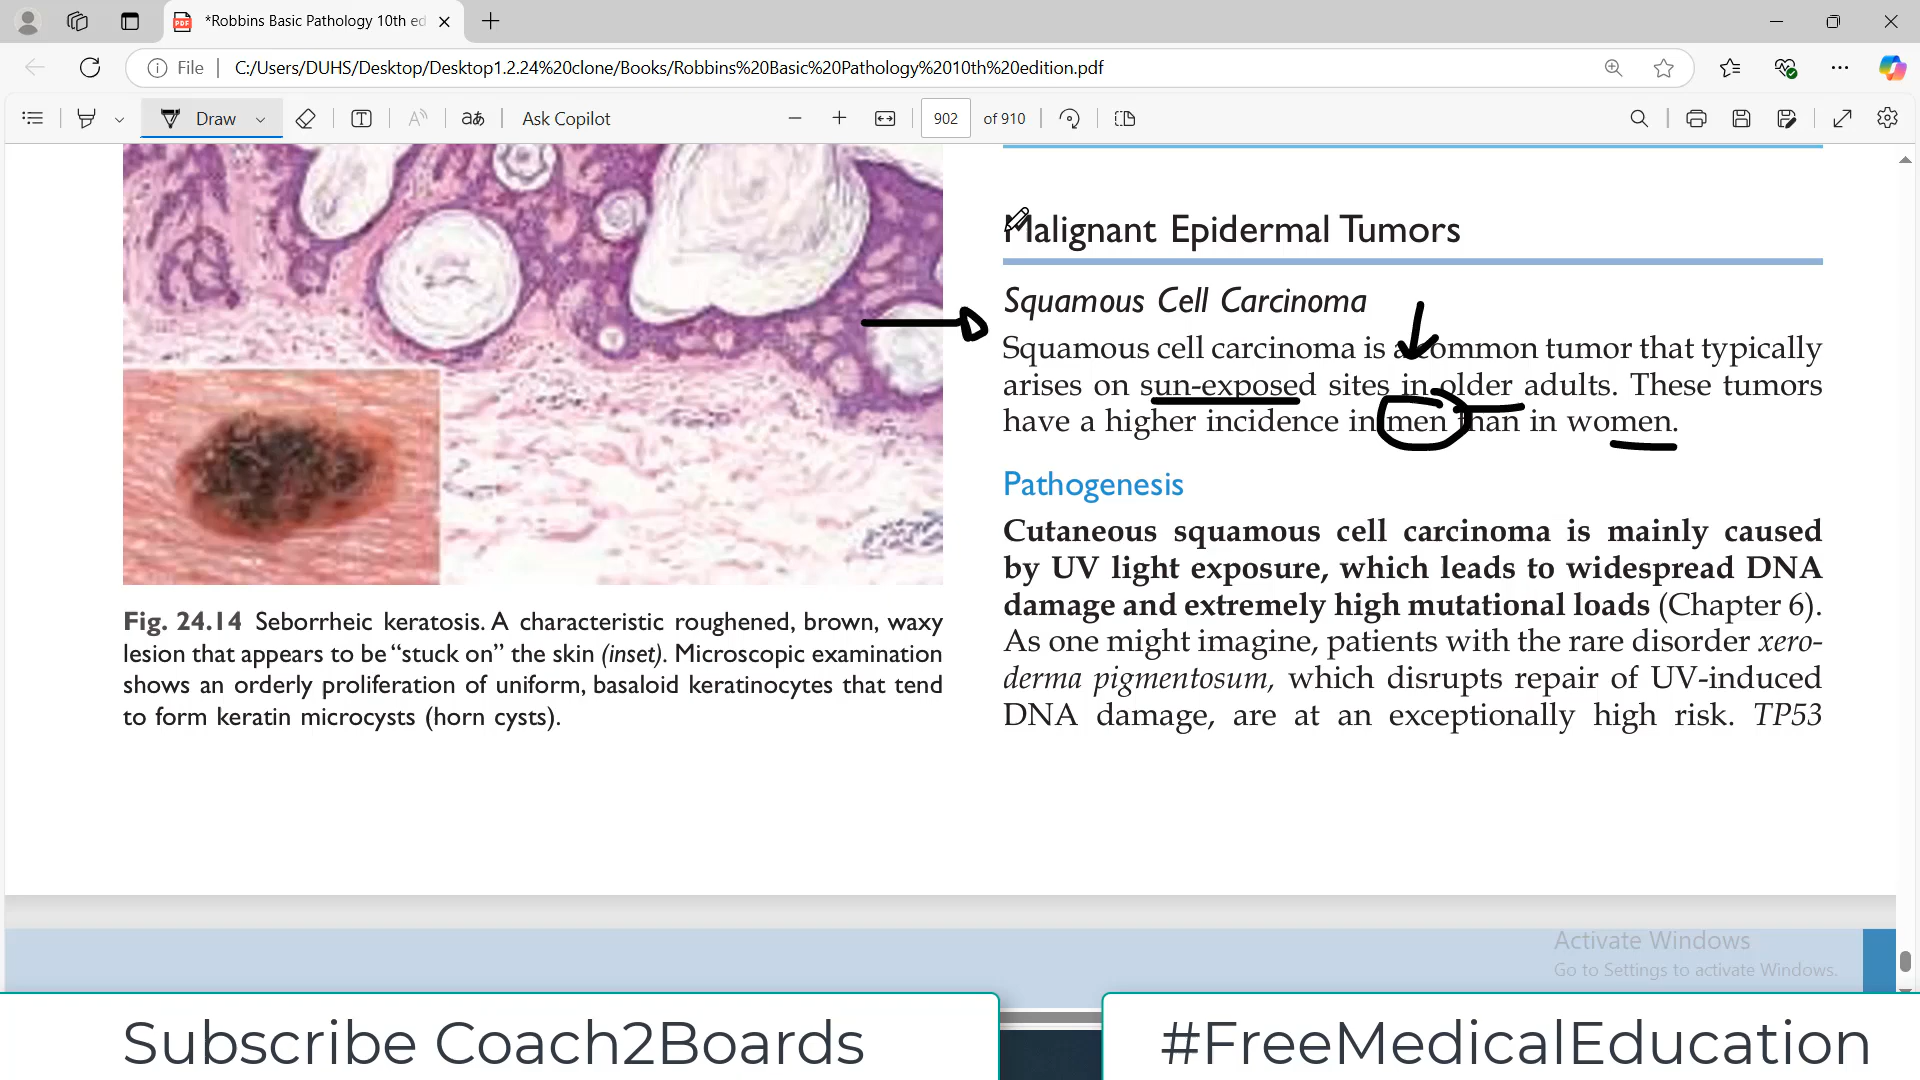 *Robbins Basic Pathology 10th ed
File
C:/Users/DUHS/Desktop/Desktop1.2.24%20clone/Books/Robbins%20Basic%20Pathology%2010th%20edition.pdf
Draw
Ask Copilot
902 of 910
Fig. 24.14 Seborrheic keratosis. A characteristic roughened, brown, waxy
lesion that appears to be “stuck on” the skin (inset). Microscopic examination
shows an orderly proliferation of uniform, basaloid keratinocytes that tend
to form keratin microcysts (horn cysts).
Malignant Epidermal Tumors
Squamous Cell Carcinoma
Squamous cell carcinoma is a common tumor that typically
arises on sun-exposed sites in older adults. These tumors
have a higher incidence in men than in women.
Pathogenesis
Cutaneous squamous cell carcinoma is mainly caused
by UV light exposure, which leads to widespread DNA
damage and extremely high mutational loads (Chapter 6).
As one might imagine, patients with the rare disorder xero-
derma pigmentosum, which disrupts repair of UV-induced
DNA damage, are at an exceptionally high risk. TP53
Activate Windows
Go to Settings to activate Windows.
Subscribe Coach2Boards
#FreeMedicalEducation